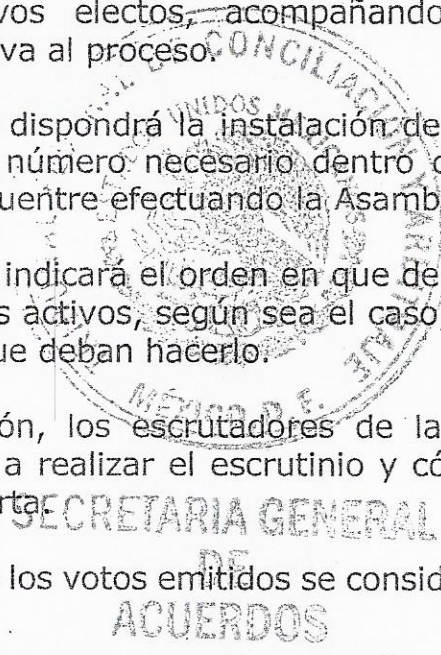 vos electos, acompañando
va al proceso.
dispondrá la instalación de
número necesario dentro
uentre efectuando la Asamb
indicará el orden en que de
s activos, según sea el caso
ue deban hacerlo.
ón, los escrutadores de la
a realizar el escrutinio y có
rta.
los votos emitidos se consid
CONCILIACION Y ARBITRAJE
UNIDOS
MÉXICO, D. F.
SECRETARIA GENERAL
DE
ACUERDOS